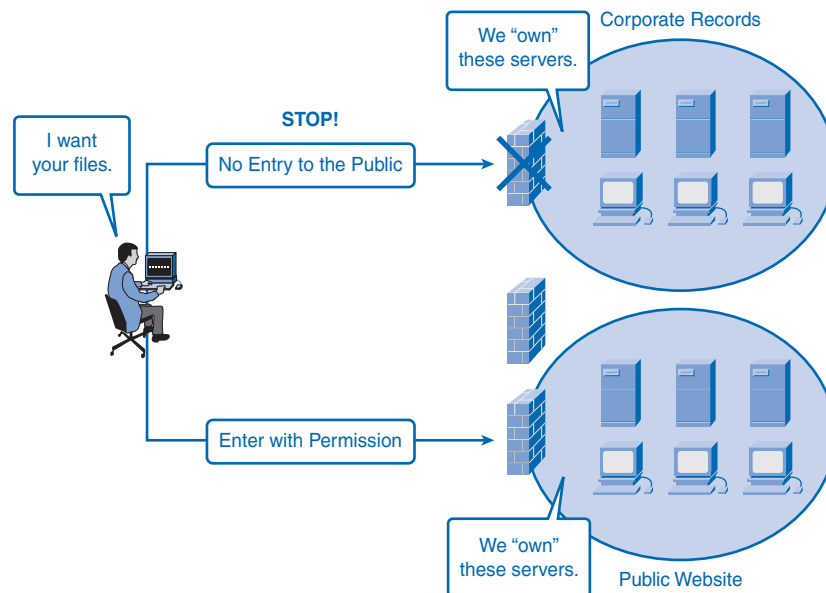 Corporate Records
We “own”
these servers.
STOP!
I want
your files.
No Entry to the Public
Enter with Permission
We “own”
these servers.
Public Website